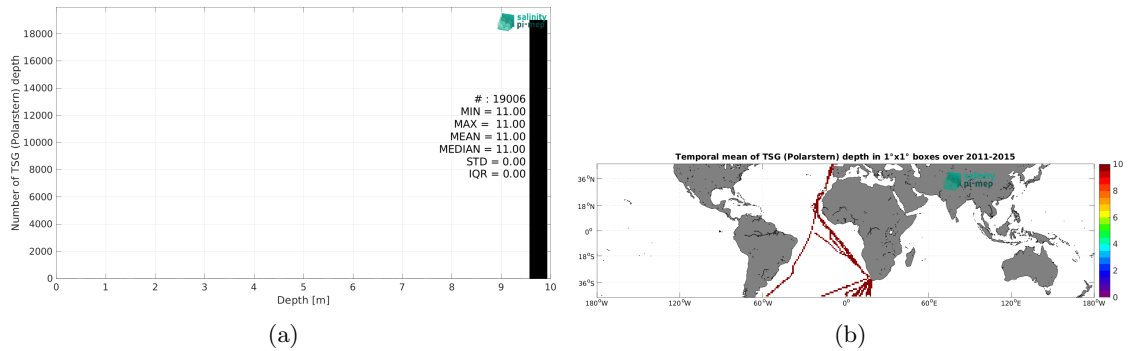 salinity
pi-mep
18000
16000
14000
12000
10000
8000
6000
4000
2000
0
Number of TSG (Polarstern) depth
# : 19006
MIN = 11.00
MAX = 11.00
MEAN = 11.00
MEDIAN = 11.00
STD = 0.00
IQR = 0.00
0 1 2 3 4 5 6 7 8 9 10
Depth [m]
(a)
Temporal mean of TSG (Polarstern) depth in 1°x1° boxes over 2011-2015
salinity
pi-mep
36°N
18°N
0°
18°S
36°S
180°W 120°W 60°W 0° 60°E 120°E 180°W
10
8
6
4
2
0
(b)